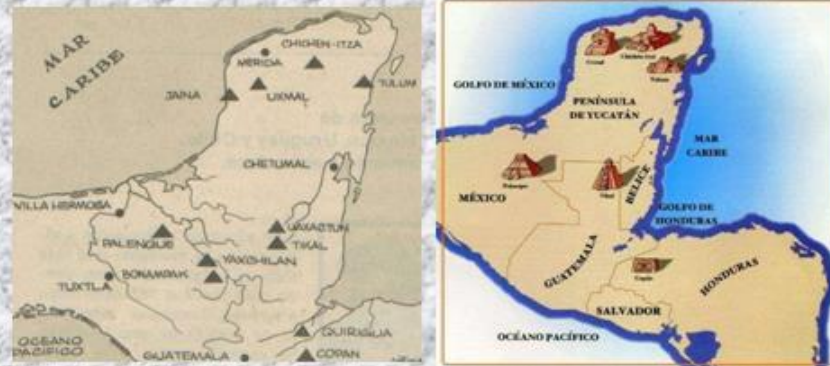 MAR
CARIBE
CHICHEN-ITZA
MERIDA
JAINA
UXMAL
TULUM
CHETUMAL
VILLA HERMOSA
UAXACTUN
PALENQUE
TIKAL
YAXCHILAN
TUXTLA
BONAMPAK
QUIRIGUA
OCEANO
PACIFICO
GUATEMALA
COPAN
GOLFO DE MÉXICO
PENÍNSULA
DE YUCATÁN
MAR
CARIBE
MÉXICO
BELICE
GOLFO DE
HONDURAS
GUATEMALA
HONDURAS
SALVADOR
OCÉANO PACÍFICO